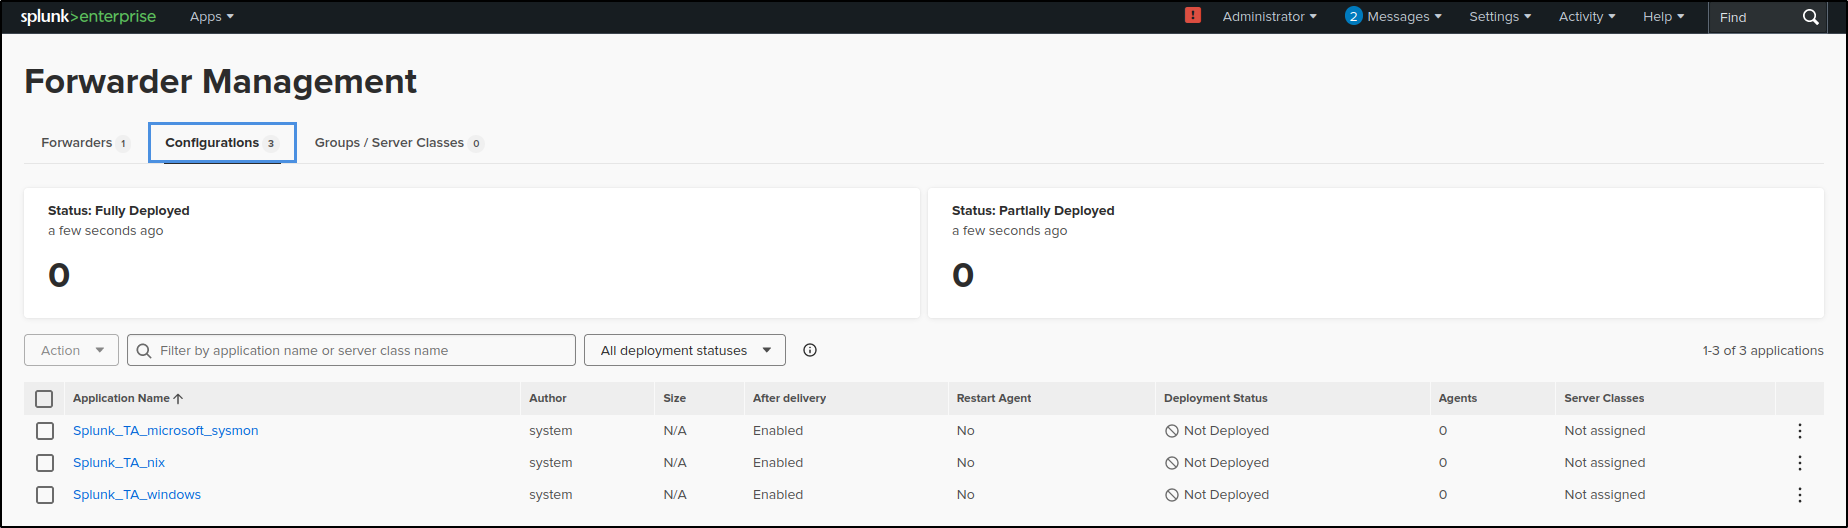 splunk>enterprise Apps ! Administrator 2 Messages Settings Activity Help Find
Forwarder Management
Forwarders 1 Configurations 3 Groups / Server Classes 0
Status: Fully Deployed
a few seconds ago
0
Status: Partially Deployed
a few seconds ago
0
Action Filter by application name or server class name All deployment statuses 1-3 of 3 applications
Application Name Author Size After delivery Restart Agent Deployment Status Agents Server Classes
Splunk_TA_microsoft_sysmon system N/A Enabled No Not Deployed 0 Not assigned
Splunk_TA_nix system N/A Enabled No Not Deployed 0 Not assigned
Splunk_TA_windows system N/A Enabled No Not Deployed 0 Not assigned